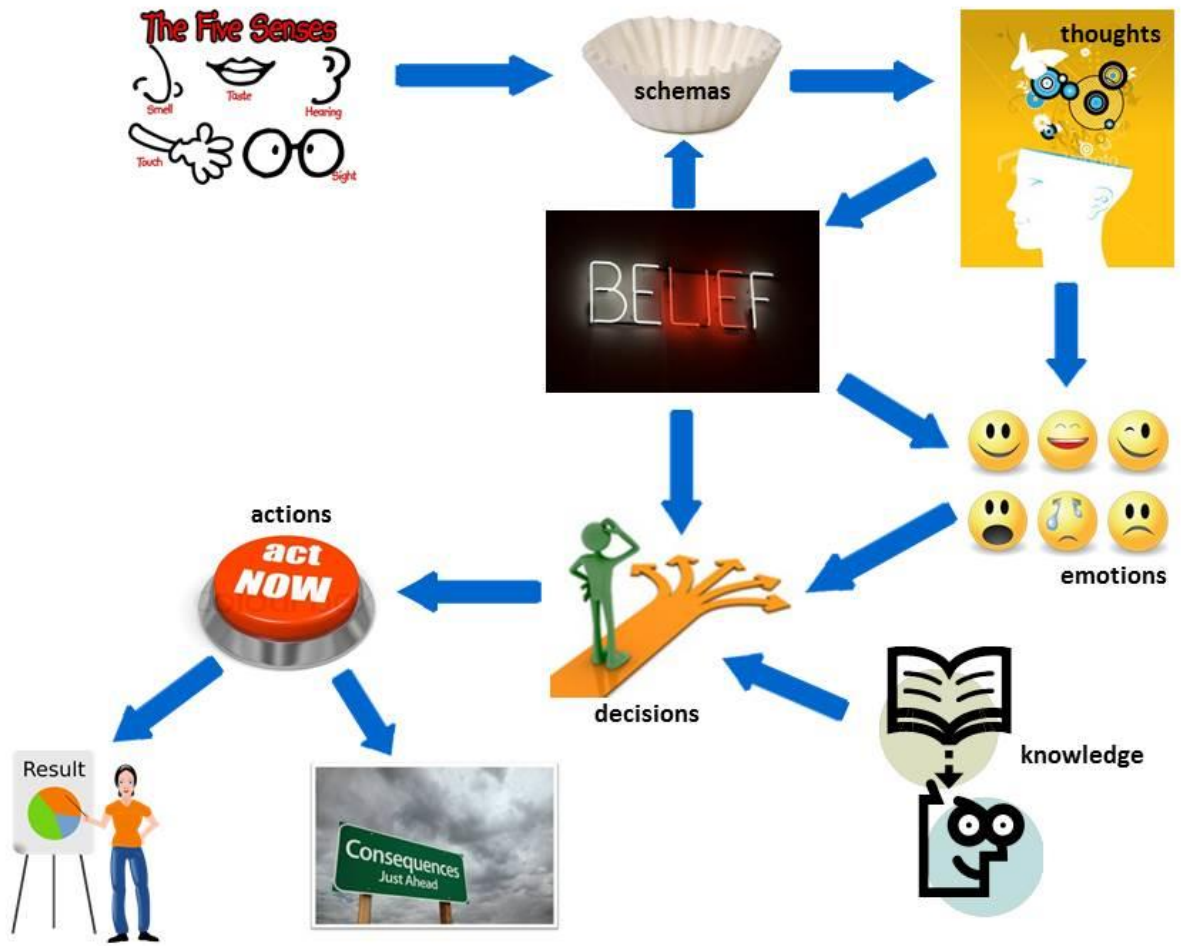 The Five Senses
Smell
Taste
Hearing
Touch
Sight
schemas
thoughts
BELIEF
emotions
actions
act
NOW
decisions
knowledge
Result
Consequences
Just Ahead